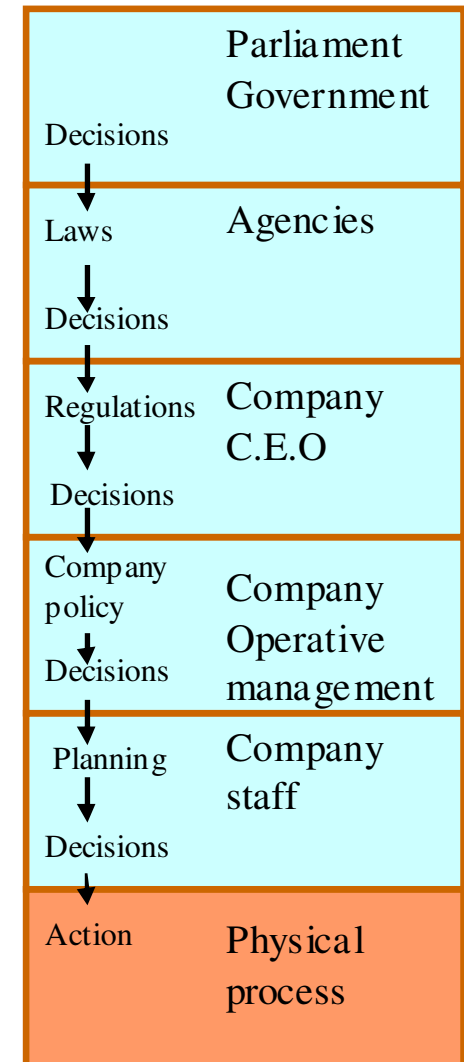 Parliament
Government
Decisions
Laws
Agencies
Decisions
Regulations
Company
C.E.O
Decisions
Company
policy
Company
Operative
management
Decisions
Planning
Company
staff
Decisions
Action
Physical
process